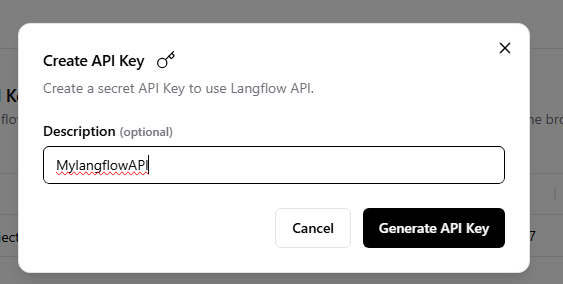 Create API Key
Create a secret API Key to use Langflow API.
Description (optional)
MylangflowAPI
Cancel
Generate API Key